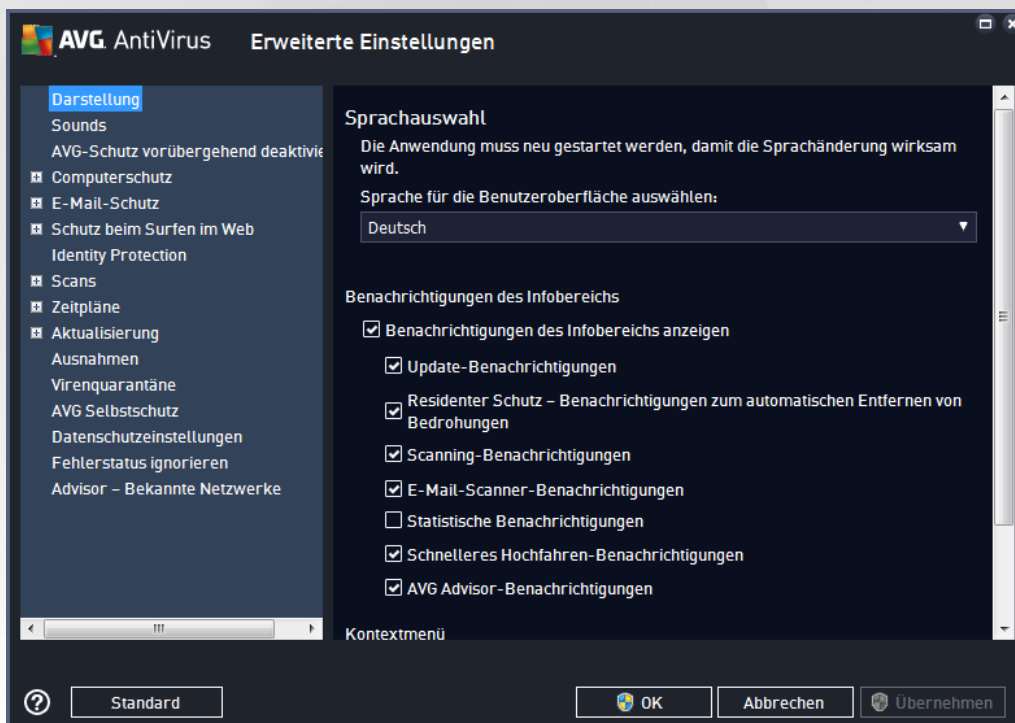 AVG. AntiVirus Erweiterte Einstellungen
Darstellung
Sounds
AVG-Schutz vorübergehend
Computerschutz
E-Mail-Schutz
Schutz beim Surfen im Web
Identity Protection
Scans
Zeitpläne
Aktualisierung
Ausnahmen
Virenquarantäne
AVG Selbstschutz
Datenschutzeinstellungen
Fehlerstatus ignorieren
Advisor – Bekannte Netzwerke
Sprachauswahl
Die Anwendung muss neu gestartet werden, damit die Sprachänderung wirksam
wird.
Sprache für die Benutzeroberfläche auswählen:
Deutsch
Benachrichtigungen des Infobereichs
Benachrichtigungen des Infobereichs anzeigen
Update-Benachrichtigungen
Residenter Schutz – Benachrichtigungen zum automatischen Entfernen von
Bedrohungen
Scanning-Benachrichtigungen
E-Mail-Scanner-Benachrichtigungen
Statistische Benachrichtigungen
Schnelleres Hochfahren-Benachrichtigungen
AVG Advisor-Benachrichtigungen
Kontextmenü
Standard
OK
Abbrechen
Übernehmen